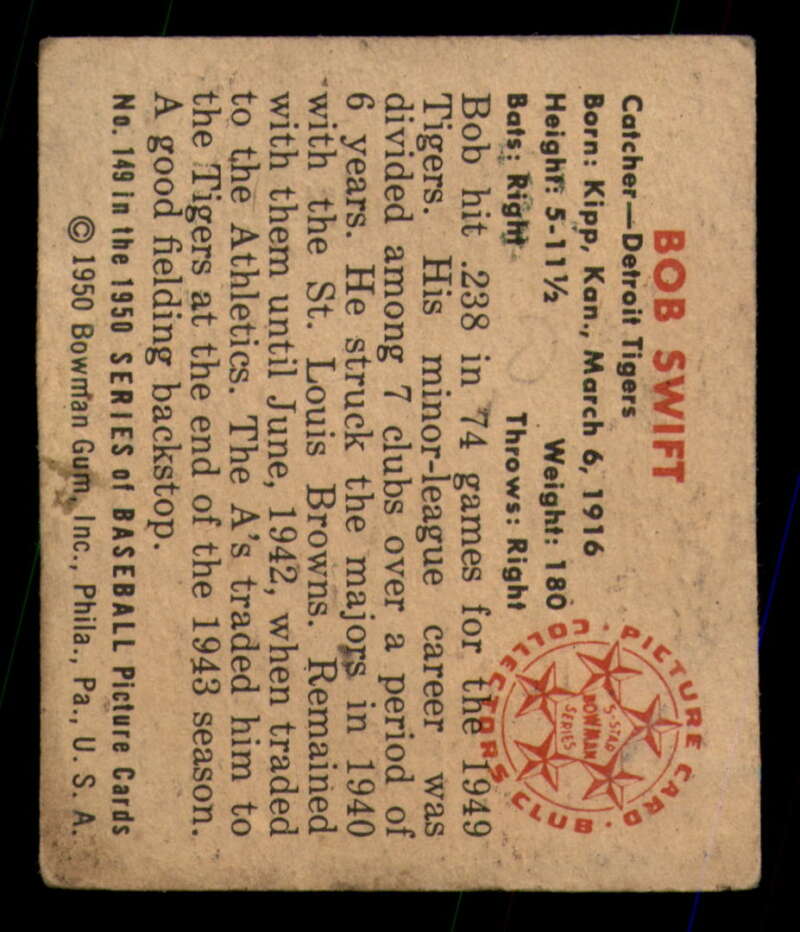 BOB SWIFT
Catcher—Detroit Tigers
Born: Kipp, Kan., March 6, 1916
Height: 5-11½ Weight: 180
Bats: Right Throws: Right
Bob hit .238 in 74 games for the 1949
Tigers. His minor-league career was
divided among 7 clubs over a period of
6 years. He struck the majors in 1940
with the St. Louis Browns. Remained
with them until June, 1942, when traded
to the Athletics. The A's traded him to
the Tigers at the end of the 1943 season.
A good fielding backstop.
No. 149 in the 1950 SERIES of BASEBALL Picture Cards
© 1950 Bowman Gum, Inc., Phila., Pa., U. S. A.
PICTURE CARD · COLLECTORS CLUB ·
5-STAR
BOWMAN
SERIES